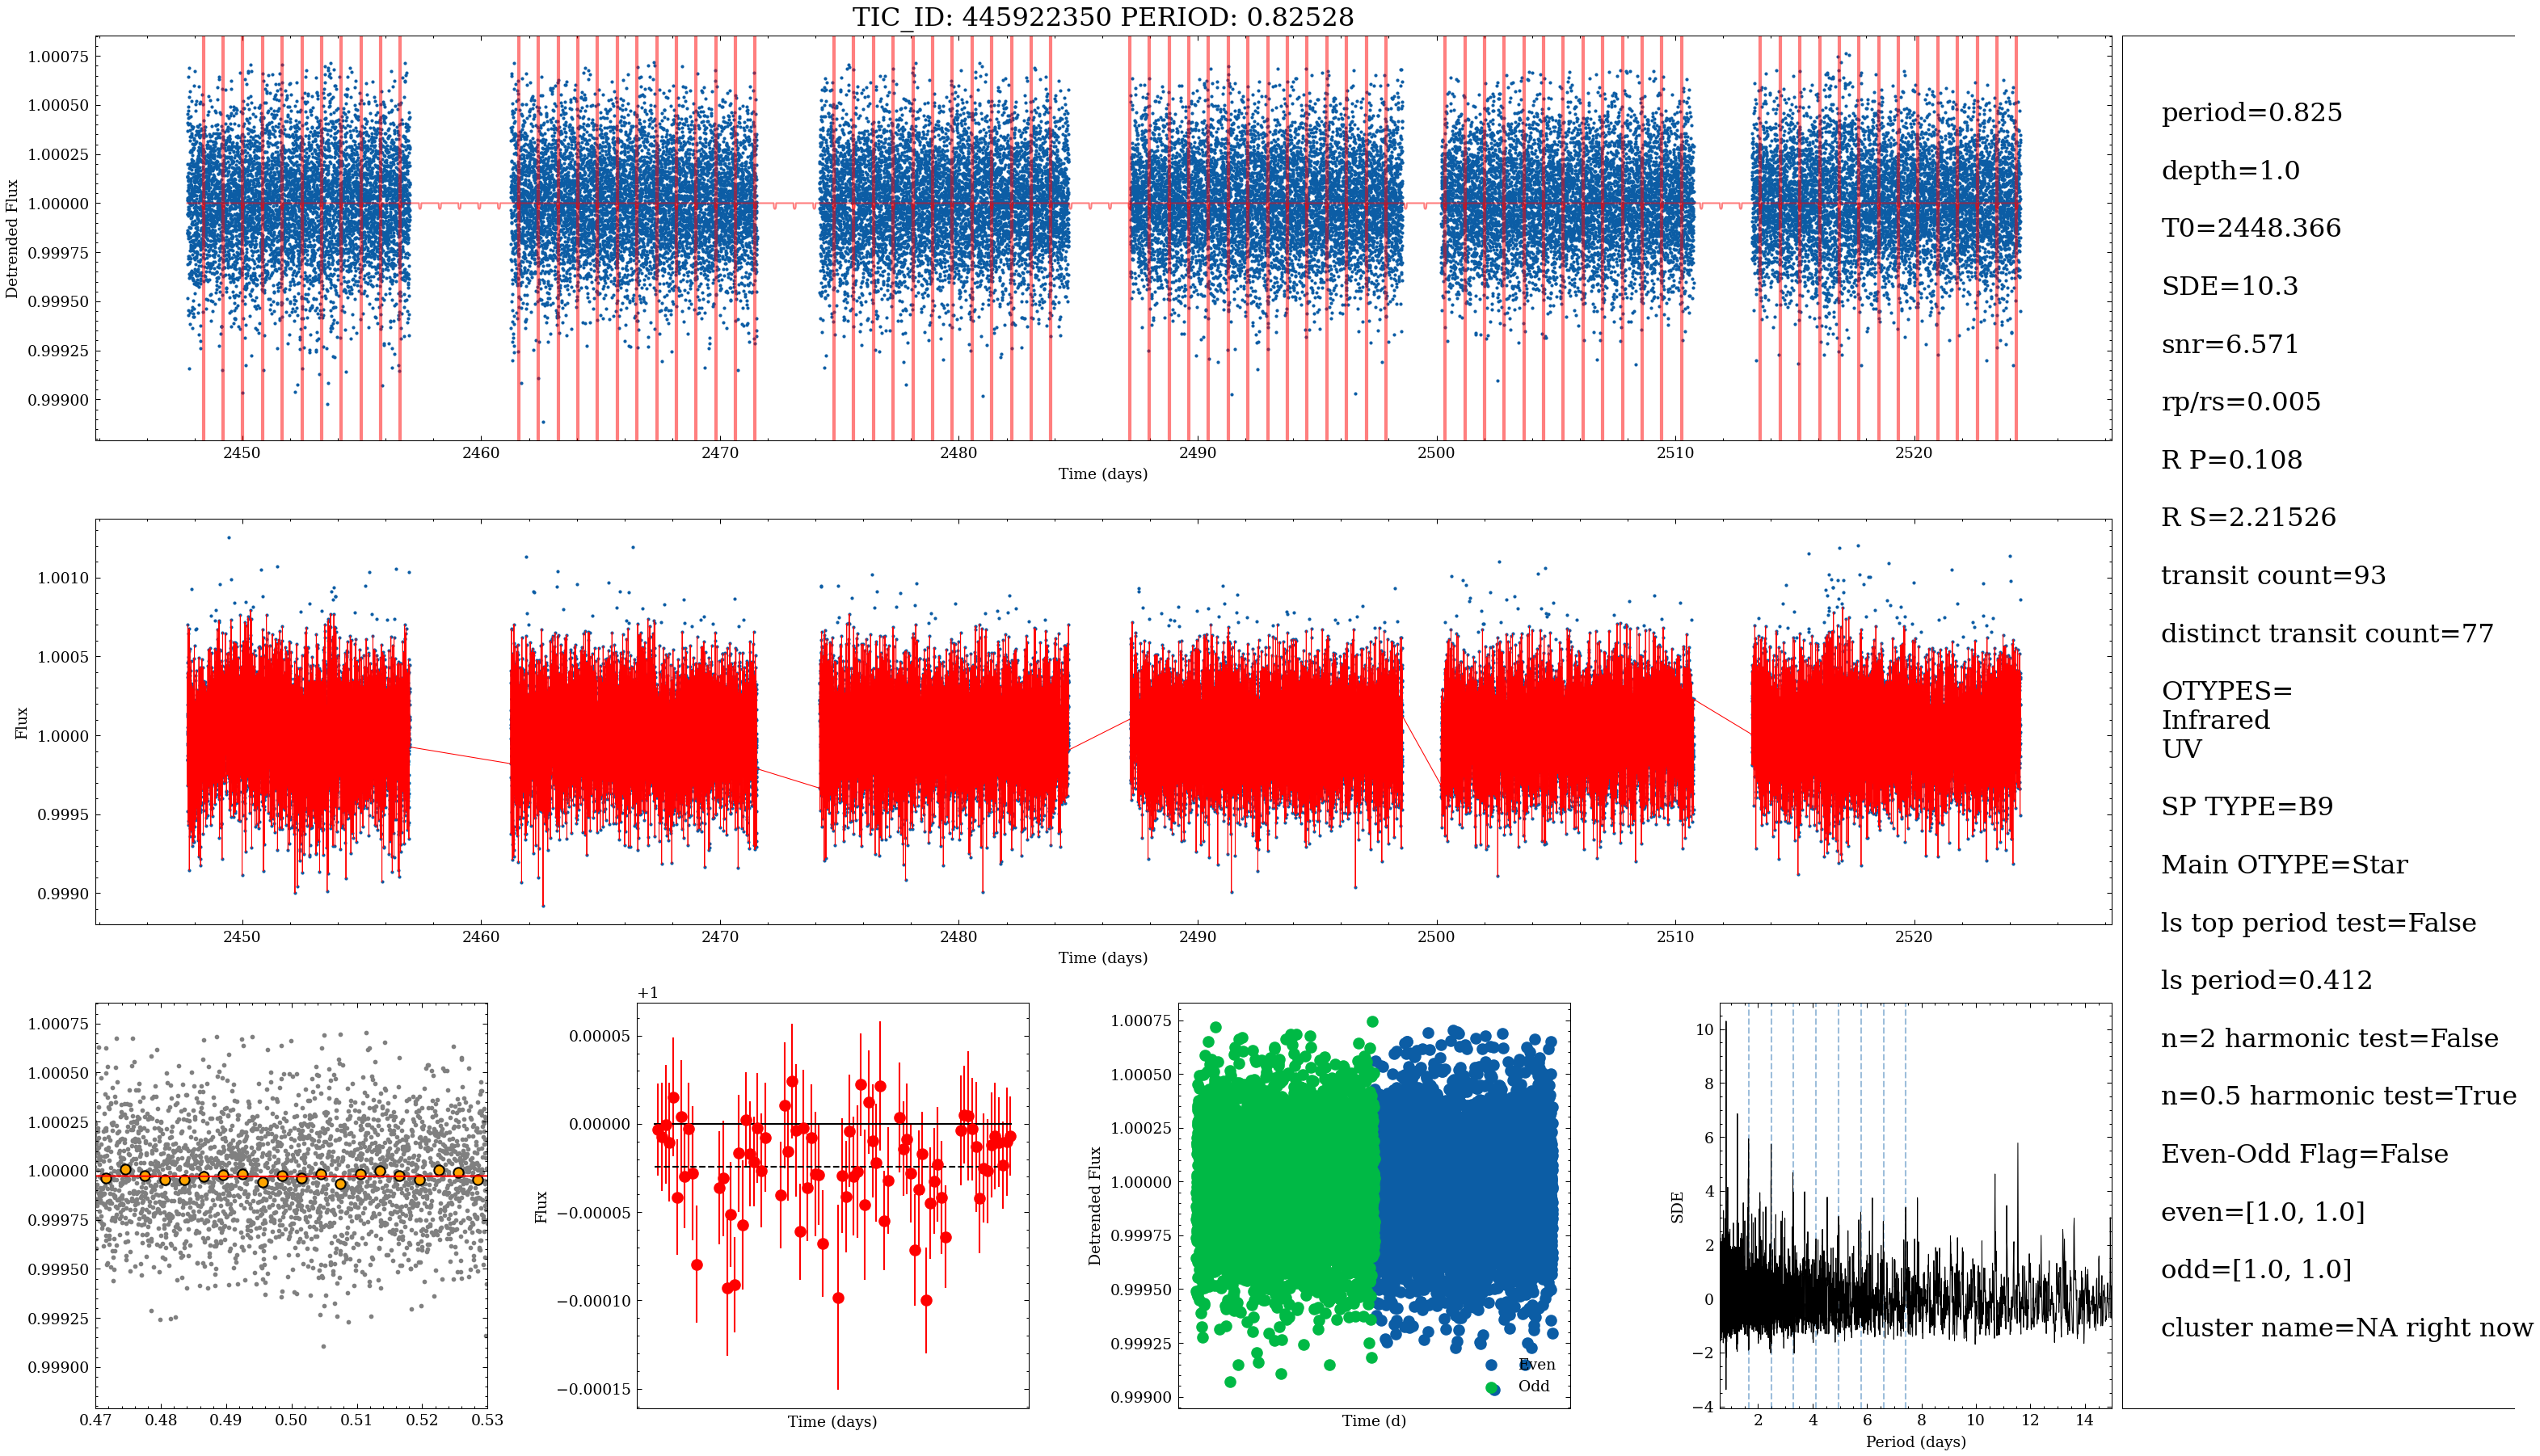 TIC_ID: 445922350 PERIOD: 0.82528
1.00075
1.00050
1.00025
1.00000
0.99975
0.99950
0.99925
0.99900
Detrended Flux
2450 2460 2470 2480 2490 2500 2510 2520
Time (days)
1.0010
1.0005
1.0000
0.9995
0.9990
Flux
2450 2460 2470 2480 2490 2500 2510 2520
Time (days)
1.00075
1.00050
1.00025
1.00000
0.99975
0.99950
0.99925
0.99900
0.47 0.48 0.49 0.50 0.51 0.52 0.53
+1
0.00005
0.00000
−0.00005
−0.00010
−0.00015
Flux
Time (days)
1.00075
1.00050
1.00025
1.00000
0.99975
0.99950
0.99925
0.99900
Detrended Flux
Even
Odd
Time (d)
10
8
6
4
2
0
−2
−4
SDE
2 4 6 8 10 12 14
Period (days)
period=0.825
depth=1.0
T0=2448.366
SDE=10.3
snr=6.571
rp/rs=0.005
R P=0.108
R S=2.21526
transit count=93
distinct transit count=77
OTYPES=
Infrared
UV
SP TYPE=B9
Main OTYPE=Star
ls top period test=False
ls period=0.412
n=2 harmonic test=False
n=0.5 harmonic test=True
Even-Odd Flag=False
even=[1.0, 1.0]
odd=[1.0, 1.0]
cluster name=NA right now